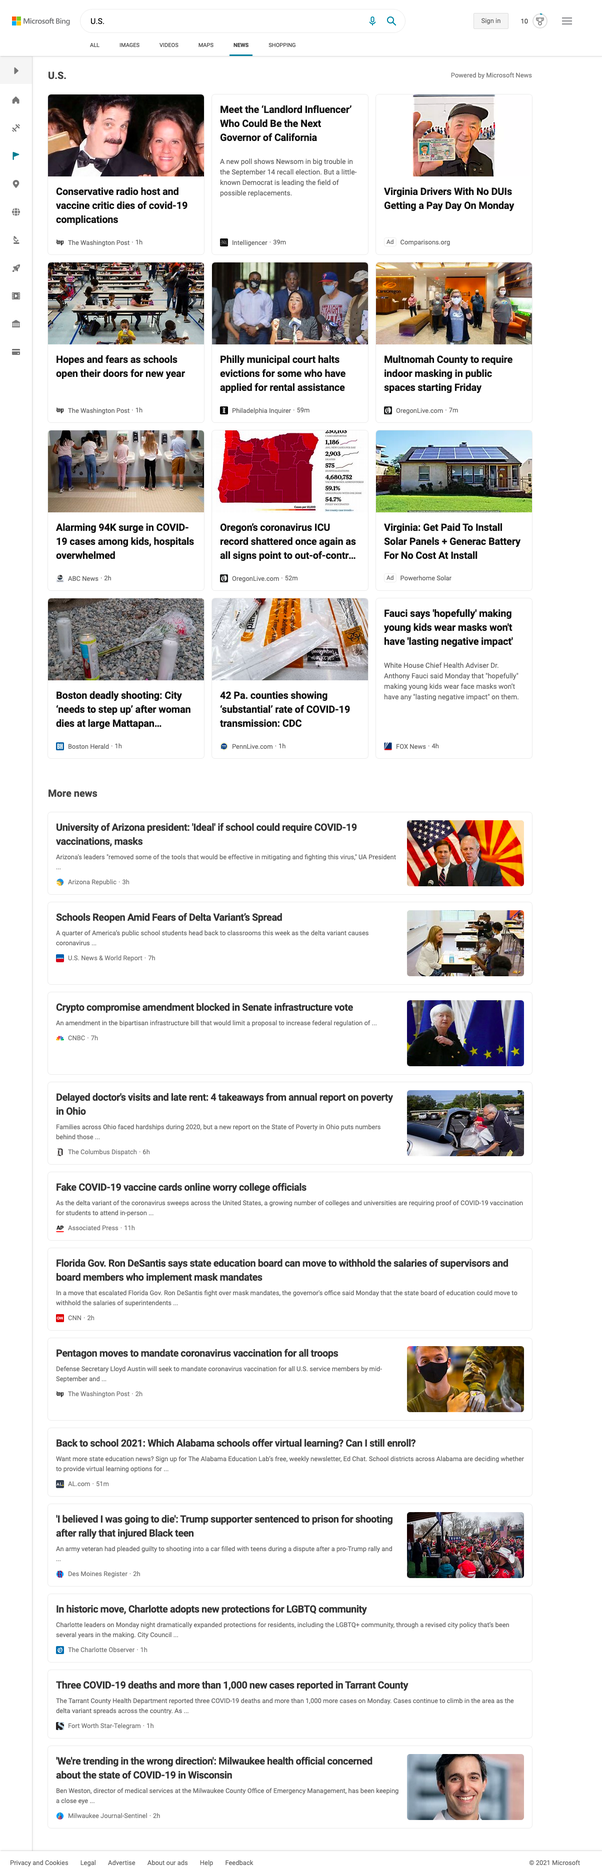 Microsoft Bing
U.S.
Sign in
10
ALL
IMAGES
VIDEOS
MAPS
NEWS
SHOPPING
U.S.
Powered by Microsoft News
Conservative radio host and
vaccine critic dies of covid-19
complications
The Washington Post · 1h
Meet the ‘Landlord Influencer’
Who Could Be the Next
Governor of California
A new poll shows Newsom in big trouble in
the September 14 recall election. But a little-
known Democrat is leading the field of
possible replacements.
Intelligencer · 39m
Virginia Drivers With No DUIs
Getting a Pay Day On Monday
Ad Comparisons.org
Hopes and fears as schools
open their doors for new year
The Washington Post · 1h
Philly municipal court halts
evictions for some who have
applied for rental assistance
Philadelphia Inquirer · 59m
Multnomah County to require
indoor masking in public
spaces starting Friday
OregonLive.com · 7m
Alarming 94K surge in COVID-
19 cases among kids, hospitals
overwhelmed
ABC News · 2h
1,186
2,903
575
4,680,752
59.1%
54.7%
Oregon’s coronavirus ICU
record shattered once again as
all signs point to out-of-contr...
OregonLive.com · 52m
Virginia: Get Paid To Install
Solar Panels + Generac Battery
For No Cost At Install
Ad Powerhome Solar
Boston deadly shooting: City
‘needs to step up’ after woman
dies at large Mattapan...
Boston Herald · 1h
42 Pa. counties showing
‘substantial’ rate of COVID-19
transmission: CDC
PennLive.com · 1h
Fauci says 'hopefully' making
young kids wear masks won't
have 'lasting negative impact'
White House Chief Health Adviser Dr.
Anthony Fauci said Monday that "hopefully"
making young kids wear face masks won't
have any "lasting negative impact" on them.
FOX News · 4h
More news
University of Arizona president: 'Ideal' if school could require COVID-19
vaccinations, masks
Arizona's leaders "removed some of the tools that would be effective in mitigating and fighting this virus," UA President
...
Arizona Republic · 3h
Schools Reopen Amid Fears of Delta Variant’s Spread
A quarter of America's public school students head back to classrooms this week as the delta variant causes
coronavirus ...
U.S. News & World Report · 7h
Crypto compromise amendment blocked in Senate infrastructure vote
An amendment in the bipartisan infrastructure bill that would limit a proposal to increase federal regulation of ...
CNBC · 7h
Delayed doctor's visits and late rent: 4 takeaways from annual report on poverty
in Ohio
Families across Ohio faced hardships during 2020, but a new report on the State of Poverty in Ohio puts numbers
behind those ...
The Columbus Dispatch · 6h
Fake COVID-19 vaccine cards online worry college officials
As the delta variant of the coronavirus sweeps across the United States, a growing number of colleges and universities are requiring proof of COVID-19 vaccination
for students to attend in-person ...
AP Associated Press · 11h
Florida Gov. Ron DeSantis says state education board can move to withhold the salaries of supervisors and
board members who implement mask mandates
In a move that escalated Florida Gov. Ron DeSantis fight over mask mandates, the governor's office said Monday that the state board of education could move to
withhold the salaries of superintendents ...
CNN · 2h
Pentagon moves to mandate coronavirus vaccination for all troops
Defense Secretary Lloyd Austin will seek to mandate coronavirus vaccination for all U.S. service members by mid-
September and ...
The Washington Post · 2h
Back to school 2021: Which Alabama schools offer virtual learning? Can I still enroll?
Want more state education news? Sign up for The Alabama Education Lab's free, weekly newsletter, Ed Chat. School districts across Alabama are deciding whether
to provide virtual learning options for ...
AL.com · 51m
'I believed I was going to die': Trump supporter sentenced to prison for shooting
after rally that injured Black teen
An army veteran had pleaded guilty to shooting into a car filled with teens during a dispute after a pro-Trump rally and
...
Des Moines Register · 2h
In historic move, Charlotte adopts new protections for LGBTQ community
Charlotte leaders on Monday night dramatically expanded protections for residents, including the LGBTQ+ community, through a revised city policy that's been
several years in the making. City Council ...
The Charlotte Observer · 1h
Three COVID-19 deaths and more than 1,000 new cases reported in Tarrant County
The Tarrant County Health Department reported three COVID-19 deaths and more than 1,000 more cases on Monday. Cases continue to climb in the area as the
delta variant spreads across the country. As ...
Fort Worth Star-Telegram · 1h
'We're trending in the wrong direction': Milwaukee health official concerned
about the state of COVID-19 in Wisconsin
Ben Weston, director of medical services at the Milwaukee County Office of Emergency Management, has been keeping
a close eye ...
Milwaukee Journal-Sentinel · 2h
Privacy and Cookies
Legal
Advertise
About our ads
Help
Feedback
© 2021 Microsoft